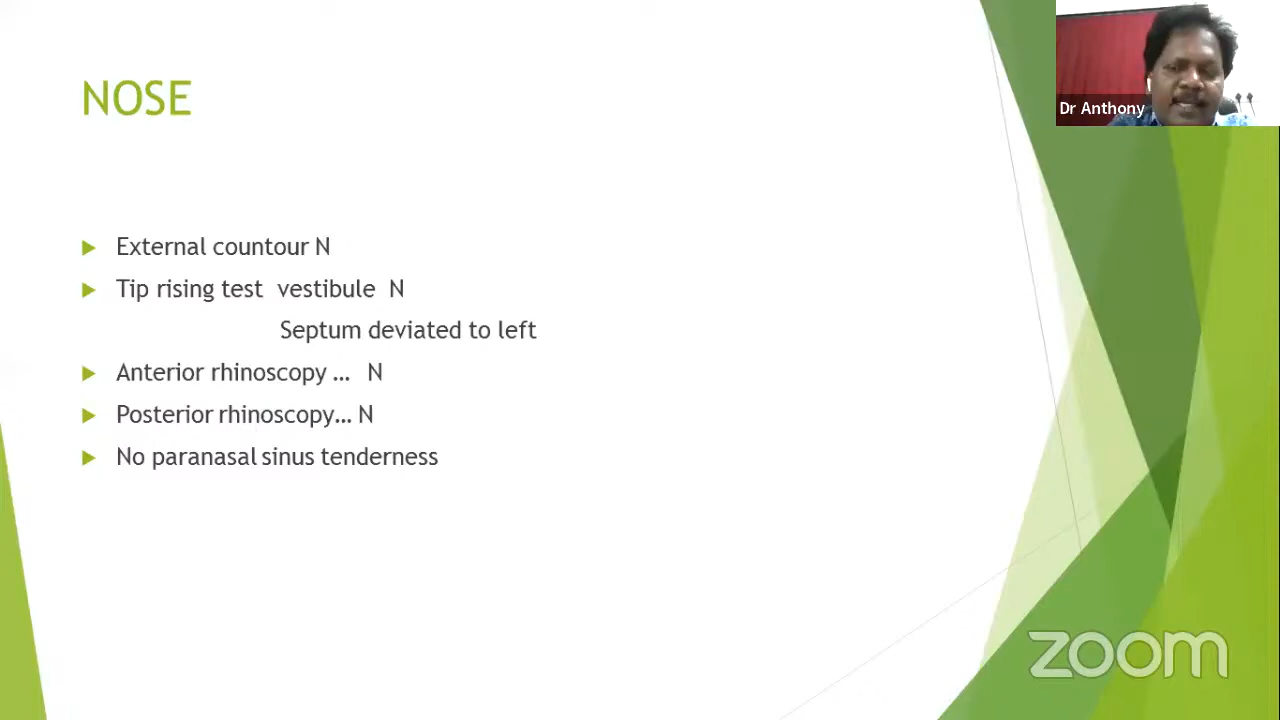 NOSE
Dr Anthony
External countour N
Tip rising test vestibule N
Septum deviated to left
Anterior rhinoscopy ... N
Posterior rhinoscopy... N
No paranasal sinus tenderness
zoom